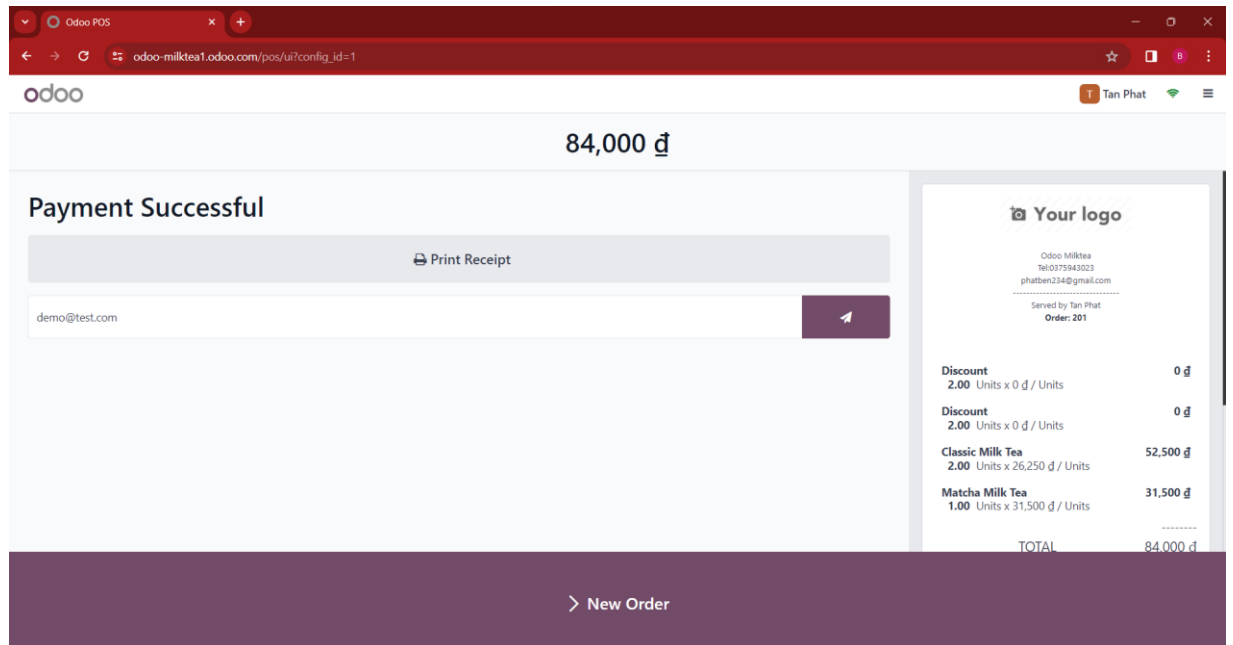 Odoo POS
odoo-milktea1.odoo.com/pos/ui?config_id=1
B
odoo
T Tan Phat
84,000 ₫
Payment Successful
Print Receipt
demo@test.com
Your logo
Odoo Milktea
Tel:0375943023
phatben234@gmail.com
--------------------------------
Served by Tan Phat
Order: 201
Discount 0 ₫
2.00 Units x 0 ₫ / Units
Discount 0 ₫
2.00 Units x 0 ₫ / Units
Classic Milk Tea 52,500 ₫
2.00 Units x 26,250 ₫ / Units
Matcha Milk Tea 31,500 ₫
1.00 Units x 31,500 ₫ / Units
--------
TOTAL 84,000 ₫
New Order